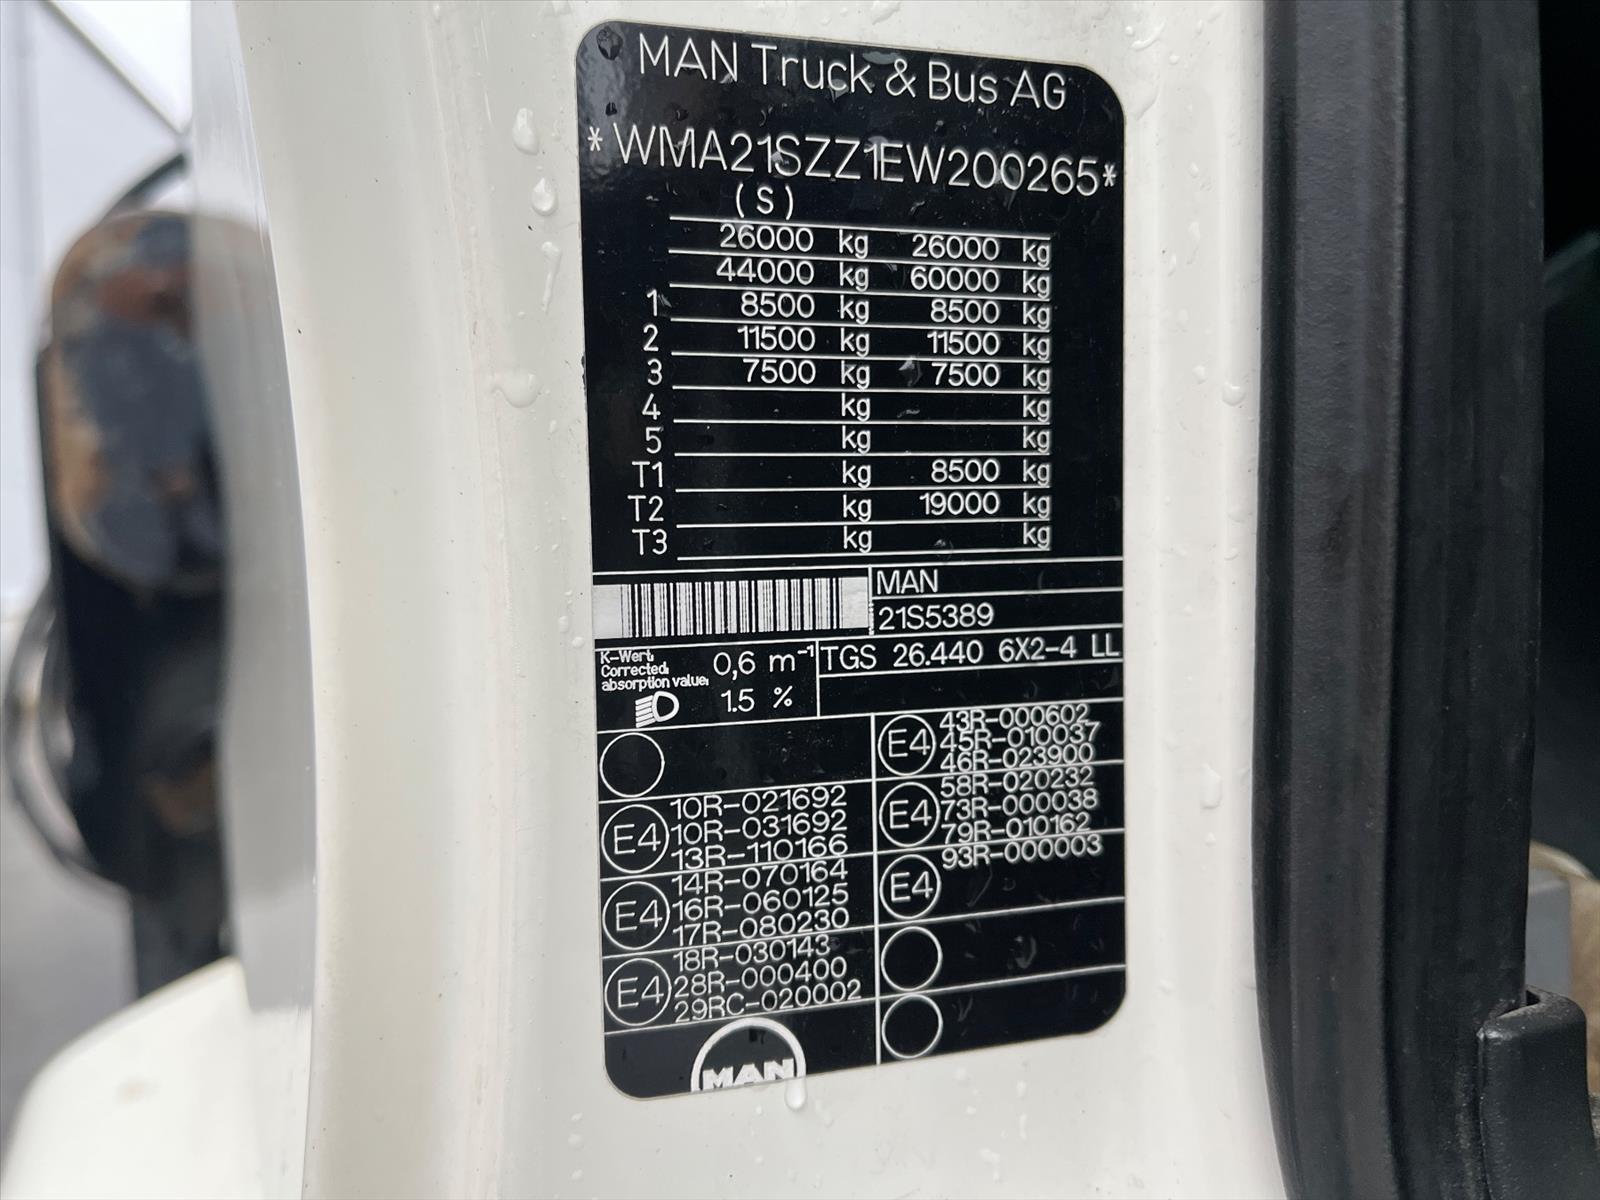 MAN Truck & Bus AG
*WMA21SZZ1EW200265*
(S)
26000 kg 26000 kg
44000 kg 60000 kg
1 8500 kg 8500 kg
2 11500 kg 11500 kg
3 7500 kg 7500 kg
4 kg kg
5 kg kg
T1 kg 8500 kg
T2 kg 19000 kg
T3 kg kg
MAN
21S5389
K-Wert:
Corrected:
absorption value:
0,6 m⁻¹
1.5 %
TGS 26.440 6X2-4 LL
E4
10R-021692
10R-031692
13R-110166
E4
14R-070164
16R-060125
17R-080230
E4
18R-030143
28R-000400
29RC-020002
E4
43R-000602
45R-010037
46R-023900
E4
58R-020232
73R-000038
79R-010162
E4
93R-000003
MAN